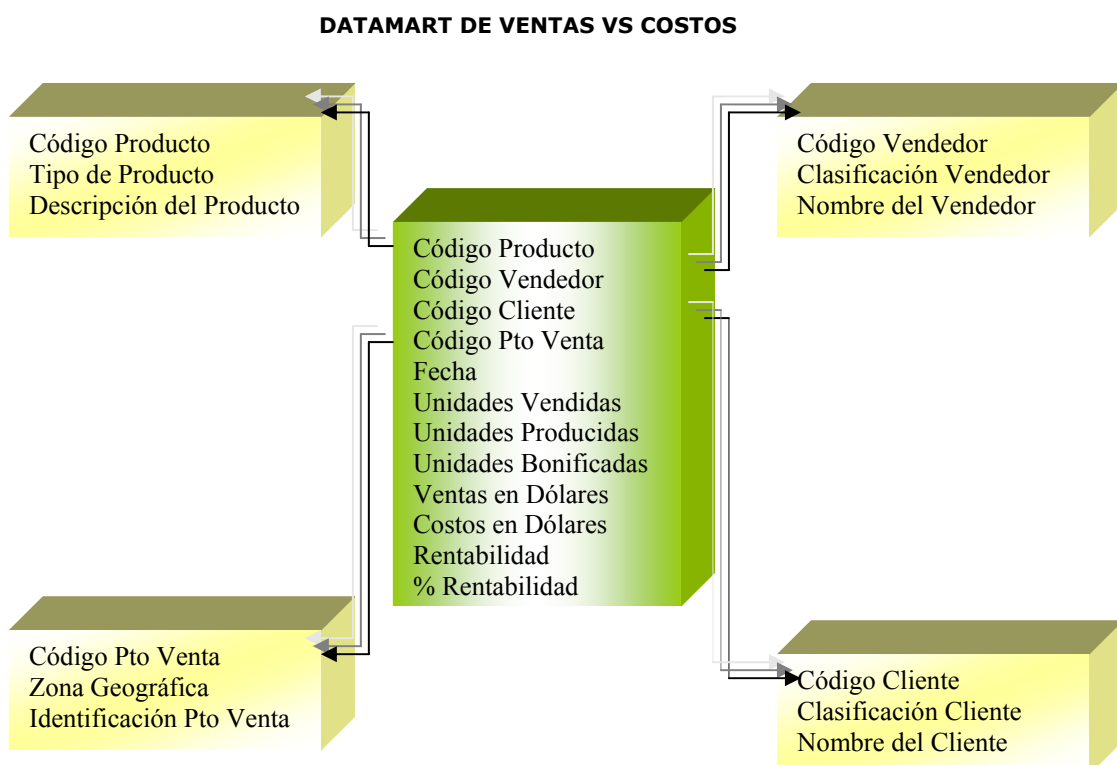 DATAMART DE VENTAS VS COSTOS
Código Producto
Tipo de Producto
Descripción del Producto
Código Vendedor
Clasificación Vendedor
Nombre del Vendedor
Código Producto
Código Vendedor
Código Cliente
Código Pto Venta
Fecha
Unidades Vendidas
Unidades Producidas
Unidades Bonificadas
Ventas en Dólares
Costos en Dólares
Rentabilidad
% Rentabilidad
Código Pto Venta
Zona Geográfica
Identificación Pto Venta
Código Cliente
Clasificación Cliente
Nombre del Cliente